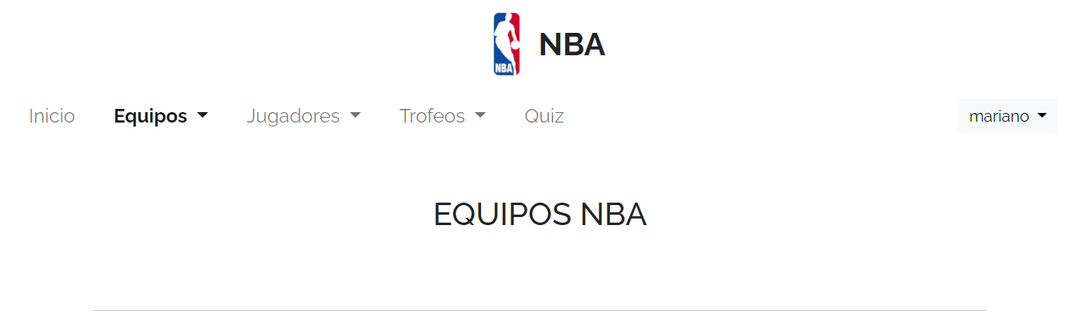 NBA NBA
Inicio Equipos Jugadores Trofeos Quiz mariano
EQUIPOS NBA